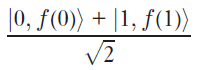 |0, f(0)⟩ + |1, f(1)⟩
√2